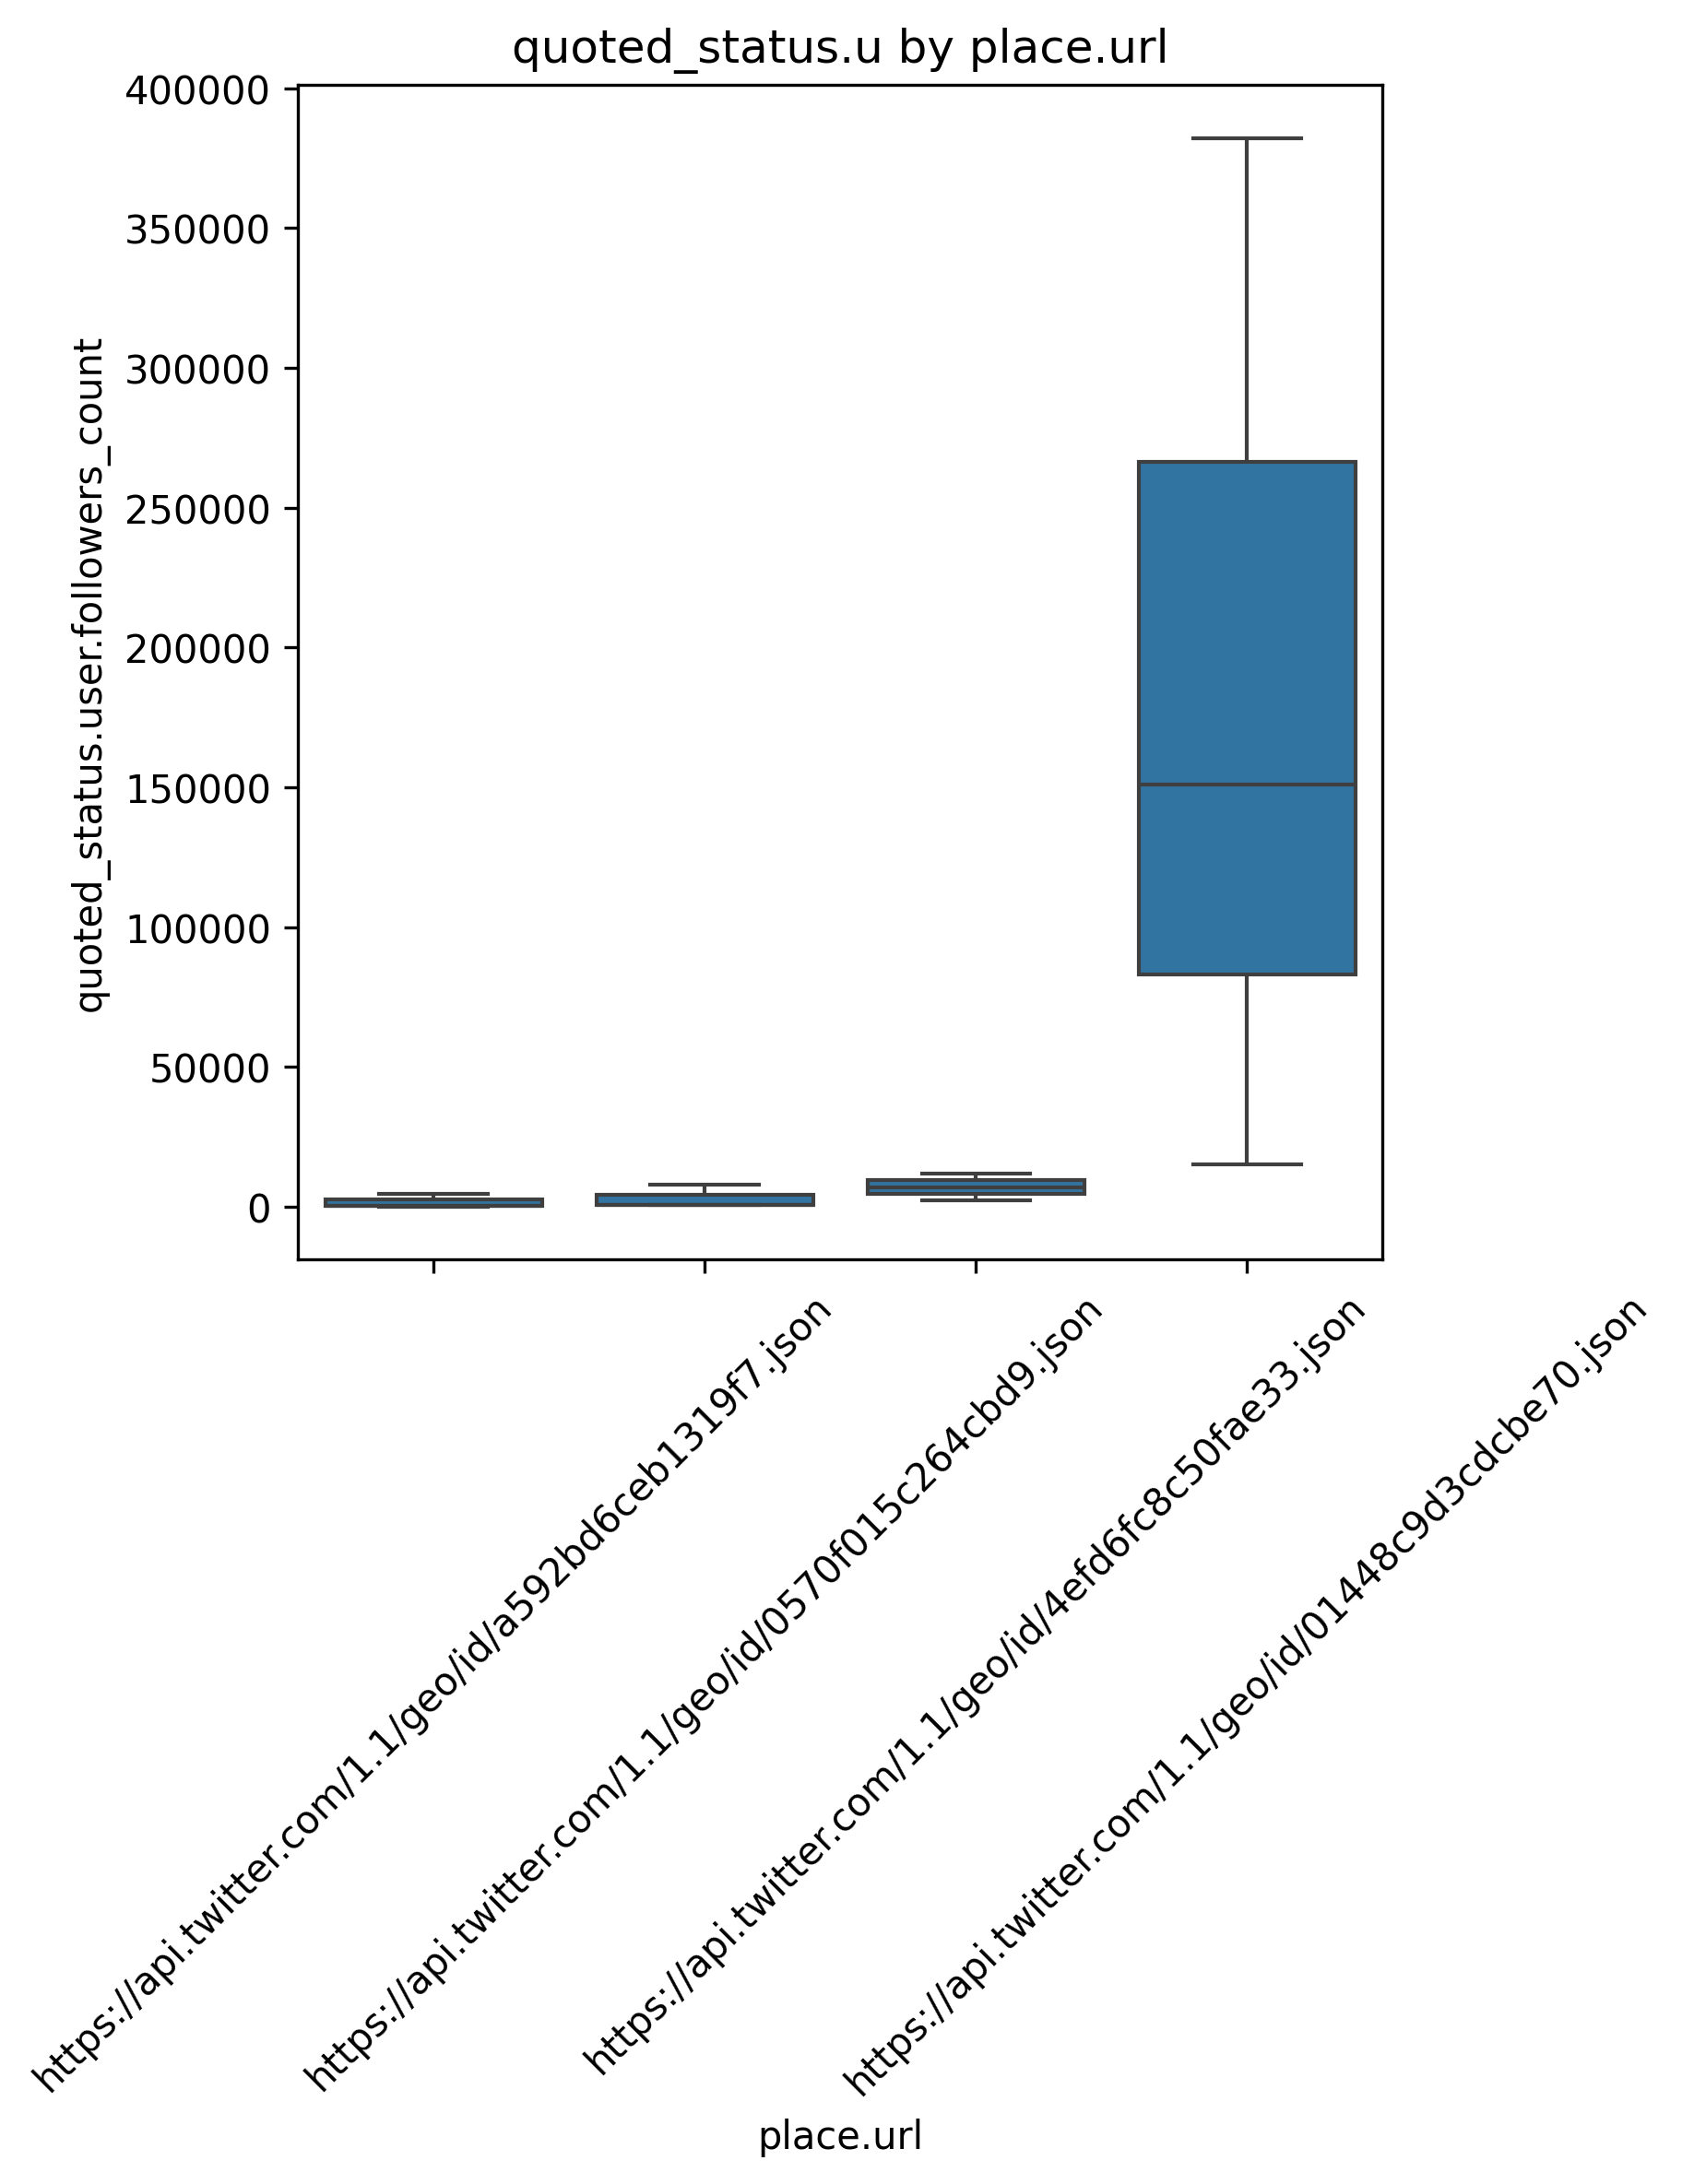 quoted_status.u by place.url
400000
350000
300000
250000
200000
150000
100000
50000
0
quoted_status.user.followers_count
https://api.twitter.com/1.1/geo/id/a592bd6ceb1319f7.json
https://api.twitter.com/1.1/geo/id/0570f015c264cbd9.json
https://api.twitter.com/1.1/geo/id/4efd6fc8c50fae33.json
https://api.twitter.com/1.1/geo/id/01448c9d3cdcbe70.json
place.url